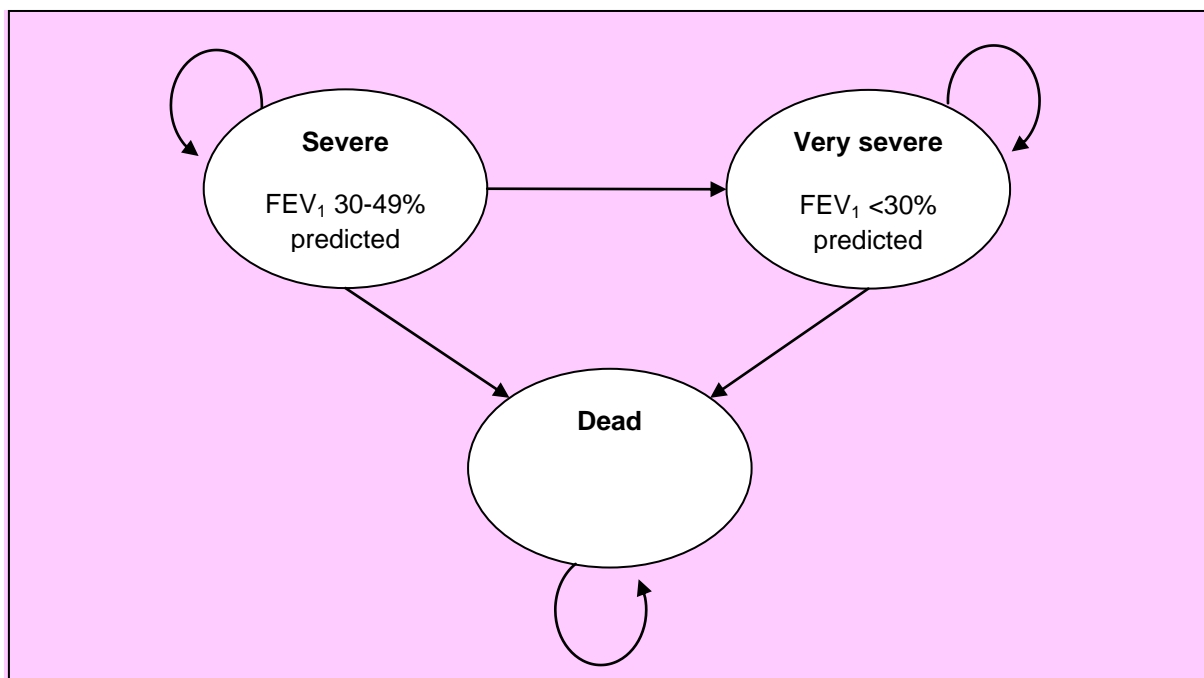 Severe
FEV₁ 30-49%
predicted
Very severe
FEV₁ <30%
predicted
Dead